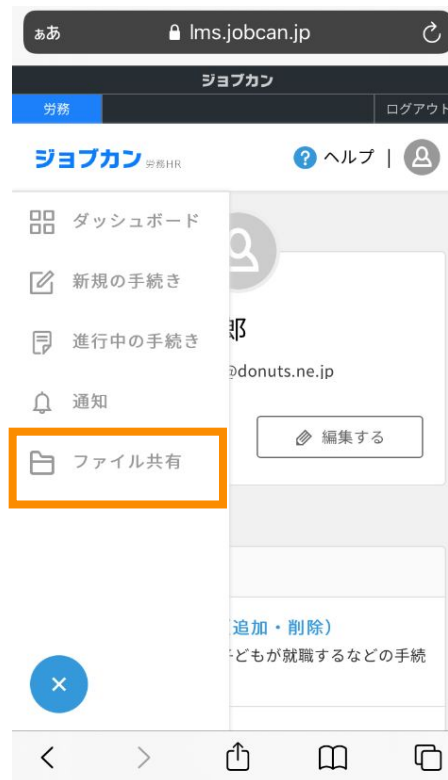 ぁあ lms.jobcan.jp
ジョブカン
労務 ログアウト
ジョブカン 労務HR ヘルプ |
ダッシュボード
新規の手続き
進行中の手続き
郎
@donuts.ne.jp
通知
編集する
ファイル共有
追加・削除)
子どもが就職するなどの手続
×